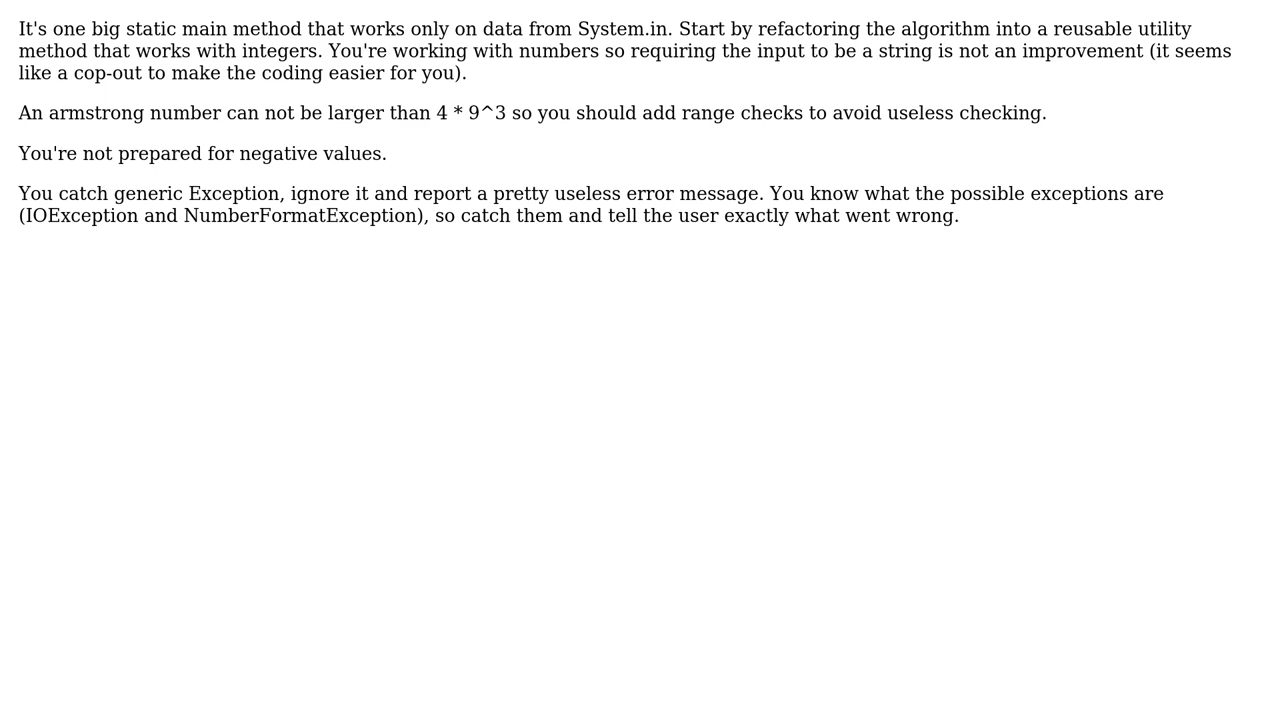 It's one big static main method that works only on data from System.in. Start by refactoring the algorithm into a reusable utility
method that works with integers. You're working with numbers so requiring the input to be a string is not an improvement (it seems
like a cop-out to make the coding easier for you).
An armstrong number can not be larger than 4 * 9^3 so you should add range checks to avoid useless checking.
You're not prepared for negative values.
You catch generic Exception, ignore it and report a pretty useless error message. You know what the possible exceptions are
(IOException and NumberFormatException), so catch them and tell the user exactly what went wrong.